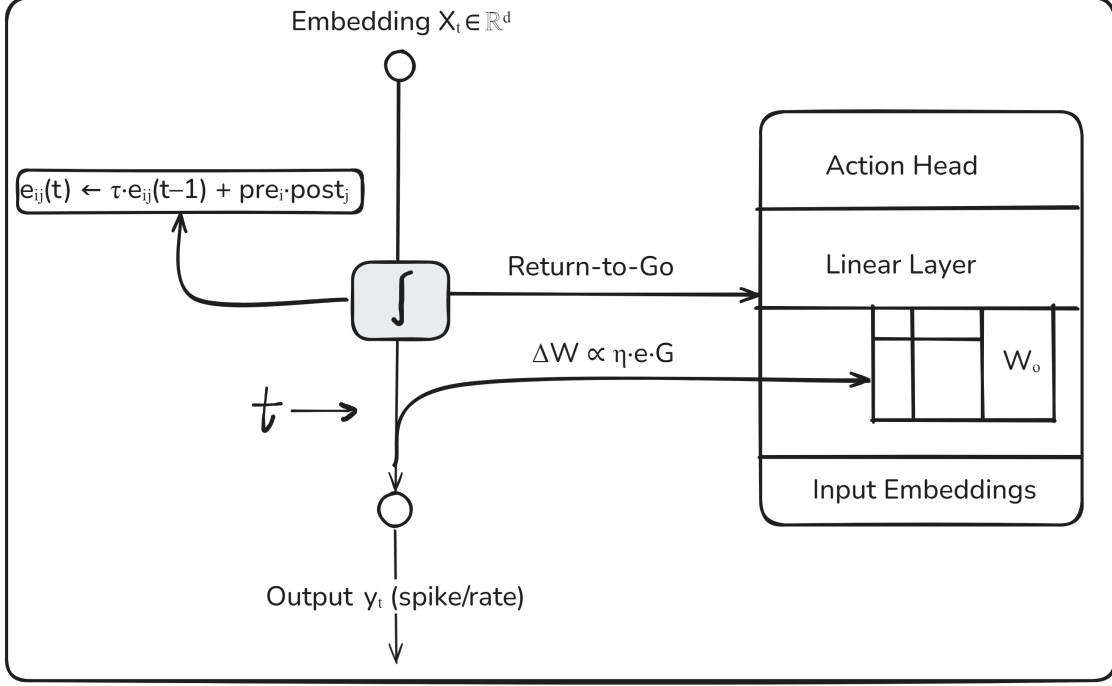 Embedding Xₜ∈ℝᵈ
eᵢⱼ(t) ← τ·eᵢⱼ(t−1) + preᵢ·postⱼ
∫
Return-to-Go
ΔW ∝ η·e·G
t
Output yₜ (spike/rate)
Action Head
Linear Layer
Wₒ
Input Embeddings